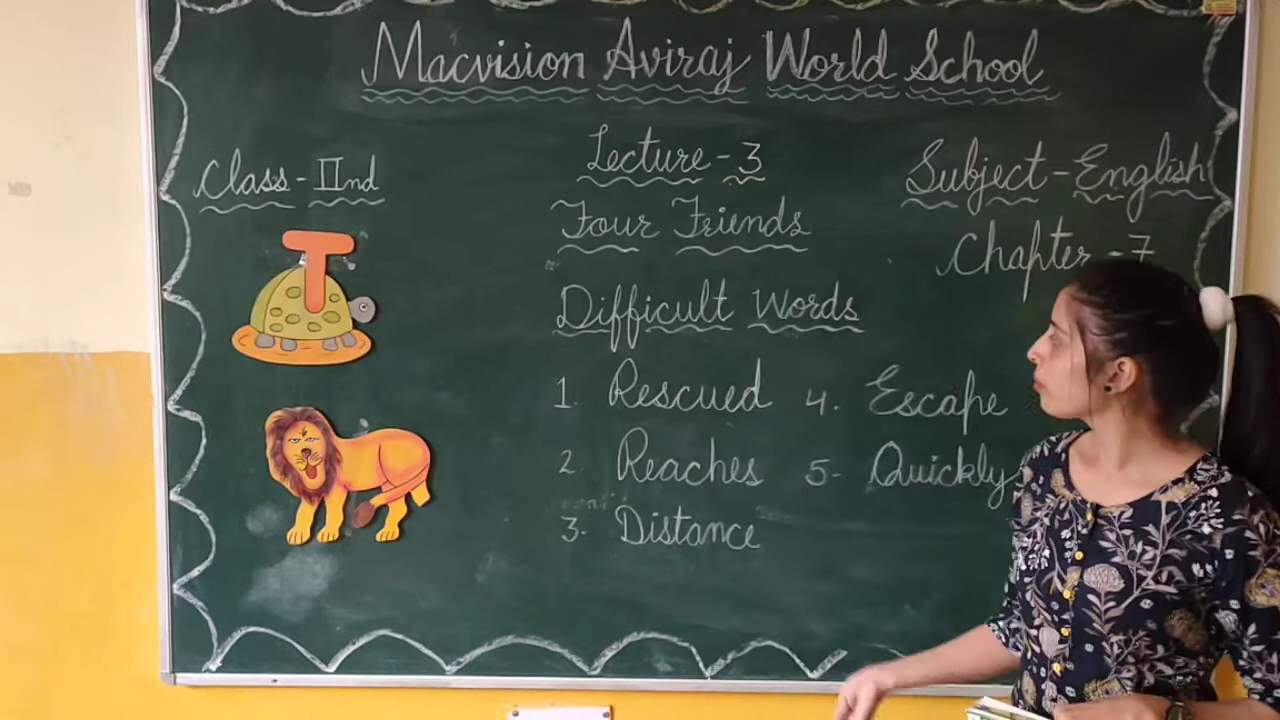 Macvision Aviraj World School
Lecture-3
Class-IInd
Subject-English
Four Friends
Chapter-7
T
Difficult Words
1. Rescued 4. Escape
2. Reaches 5- Quickly
3. Distance